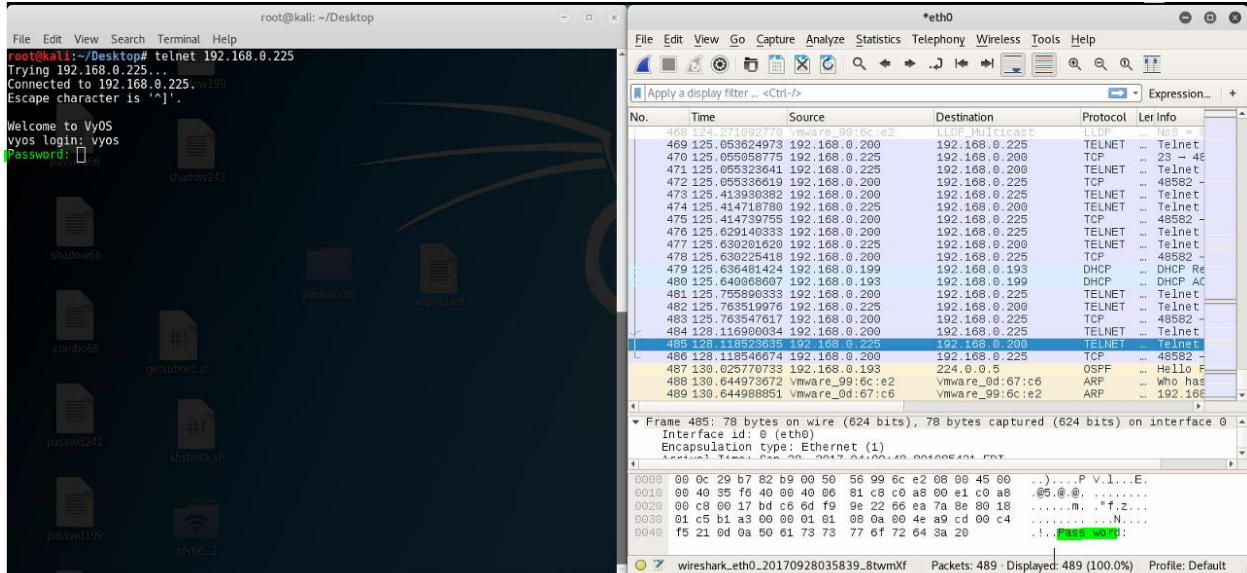 root@kali: ~/Desktop
File Edit View Search Terminal Help
root@kali:~/Desktop# telnet 192.168.0.225
Trying 192.168.0.225...
Connected to 192.168.0.225.
Escape character is '^]'.
Welcome to VyOS
vyos login: vyos
Password:
shadow242
shadow66
passwords
allpasswd
combo66
getsubnet.sh
passwd242
shshock.sh
passwd199
*eth0
File Edit View Go Capture Analyze Statistics Telephony Wireless Tools Help
Apply a display filter ... <Ctrl-/>
Expression... +
No. Time Source Destination Protocol Ler Info
468 124.271092770 Vmware_99:6c:e2 LLDP_Multicast LLDP ... NoS = 
469 125.053624973 192.168.0.200 192.168.0.225 TELNET ... Telnet
470 125.055058775 192.168.0.225 192.168.0.200 TCP ... 23 → 48
471 125.055323641 192.168.0.225 192.168.0.200 TELNET ... Telnet
472 125.055336619 192.168.0.200 192.168.0.225 TCP ... 48582 -
473 125.413930382 192.168.0.200 192.168.0.225 TELNET ... Telnet
474 125.414718780 192.168.0.225 192.168.0.200 TELNET ... Telnet
475 125.414739755 192.168.0.200 192.168.0.225 TCP ... 48582 -
476 125.629140333 192.168.0.200 192.168.0.225 TELNET ... Telnet
477 125.630201620 192.168.0.225 192.168.0.200 TELNET ... Telnet
478 125.630225418 192.168.0.200 192.168.0.225 TCP ... 48582 -
479 125.636481424 192.168.0.199 192.168.0.193 DHCP ... DHCP Re
480 125.640068607 192.168.0.193 192.168.0.199 DHCP ... DHCP AC
481 125.755890333 192.168.0.200 192.168.0.225 TELNET ... Telnet
482 125.763519976 192.168.0.225 192.168.0.200 TELNET ... Telnet
483 125.763547617 192.168.0.200 192.168.0.225 TCP ... 48582 -
484 128.116900034 192.168.0.200 192.168.0.225 TELNET ... Telnet
485 128.118523635 192.168.0.225 192.168.0.200 TELNET ... Telnet
486 128.118546674 192.168.0.200 192.168.0.225 TCP ... 48582 -
487 130.025770733 192.168.0.193 224.0.0.5 OSPF ... Hello P
488 130.644973672 Vmware_99:6c:e2 Vmware_0d:67:c6 ARP ... Who has
489 130.644988851 Vmware_0d:67:c6 Vmware_99:6c:e2 ARP ... 192.168
Frame 485: 78 bytes on wire (624 bits), 78 bytes captured (624 bits) on interface 0
Interface id: 0 (eth0)
Encapsulation type: Ethernet (1)
0000 00 0c 29 b7 82 b9 00 50 56 99 6c e2 08 00 45 00 ..)....P V.l...E.
0010 00 40 35 f6 40 00 40 06 81 c8 c0 a8 00 e1 c0 a8 .@5.@.@. ........
0020 00 c8 00 17 bd c6 6d f9 9e 22 66 ea 7a 8e 80 18 ......m. ."f.z...
0030 01 c5 b1 a3 00 00 01 01 08 0a 00 4e a9 cd 00 c4 ........ ...N....
0040 f5 21 0d 0a 50 61 73 73 77 6f 72 64 3a 20 .!..Pass word:
wireshark_eth0_20170928035839_8twmXf Packets: 489 · Displayed: 489 (100.0%) Profile: Default